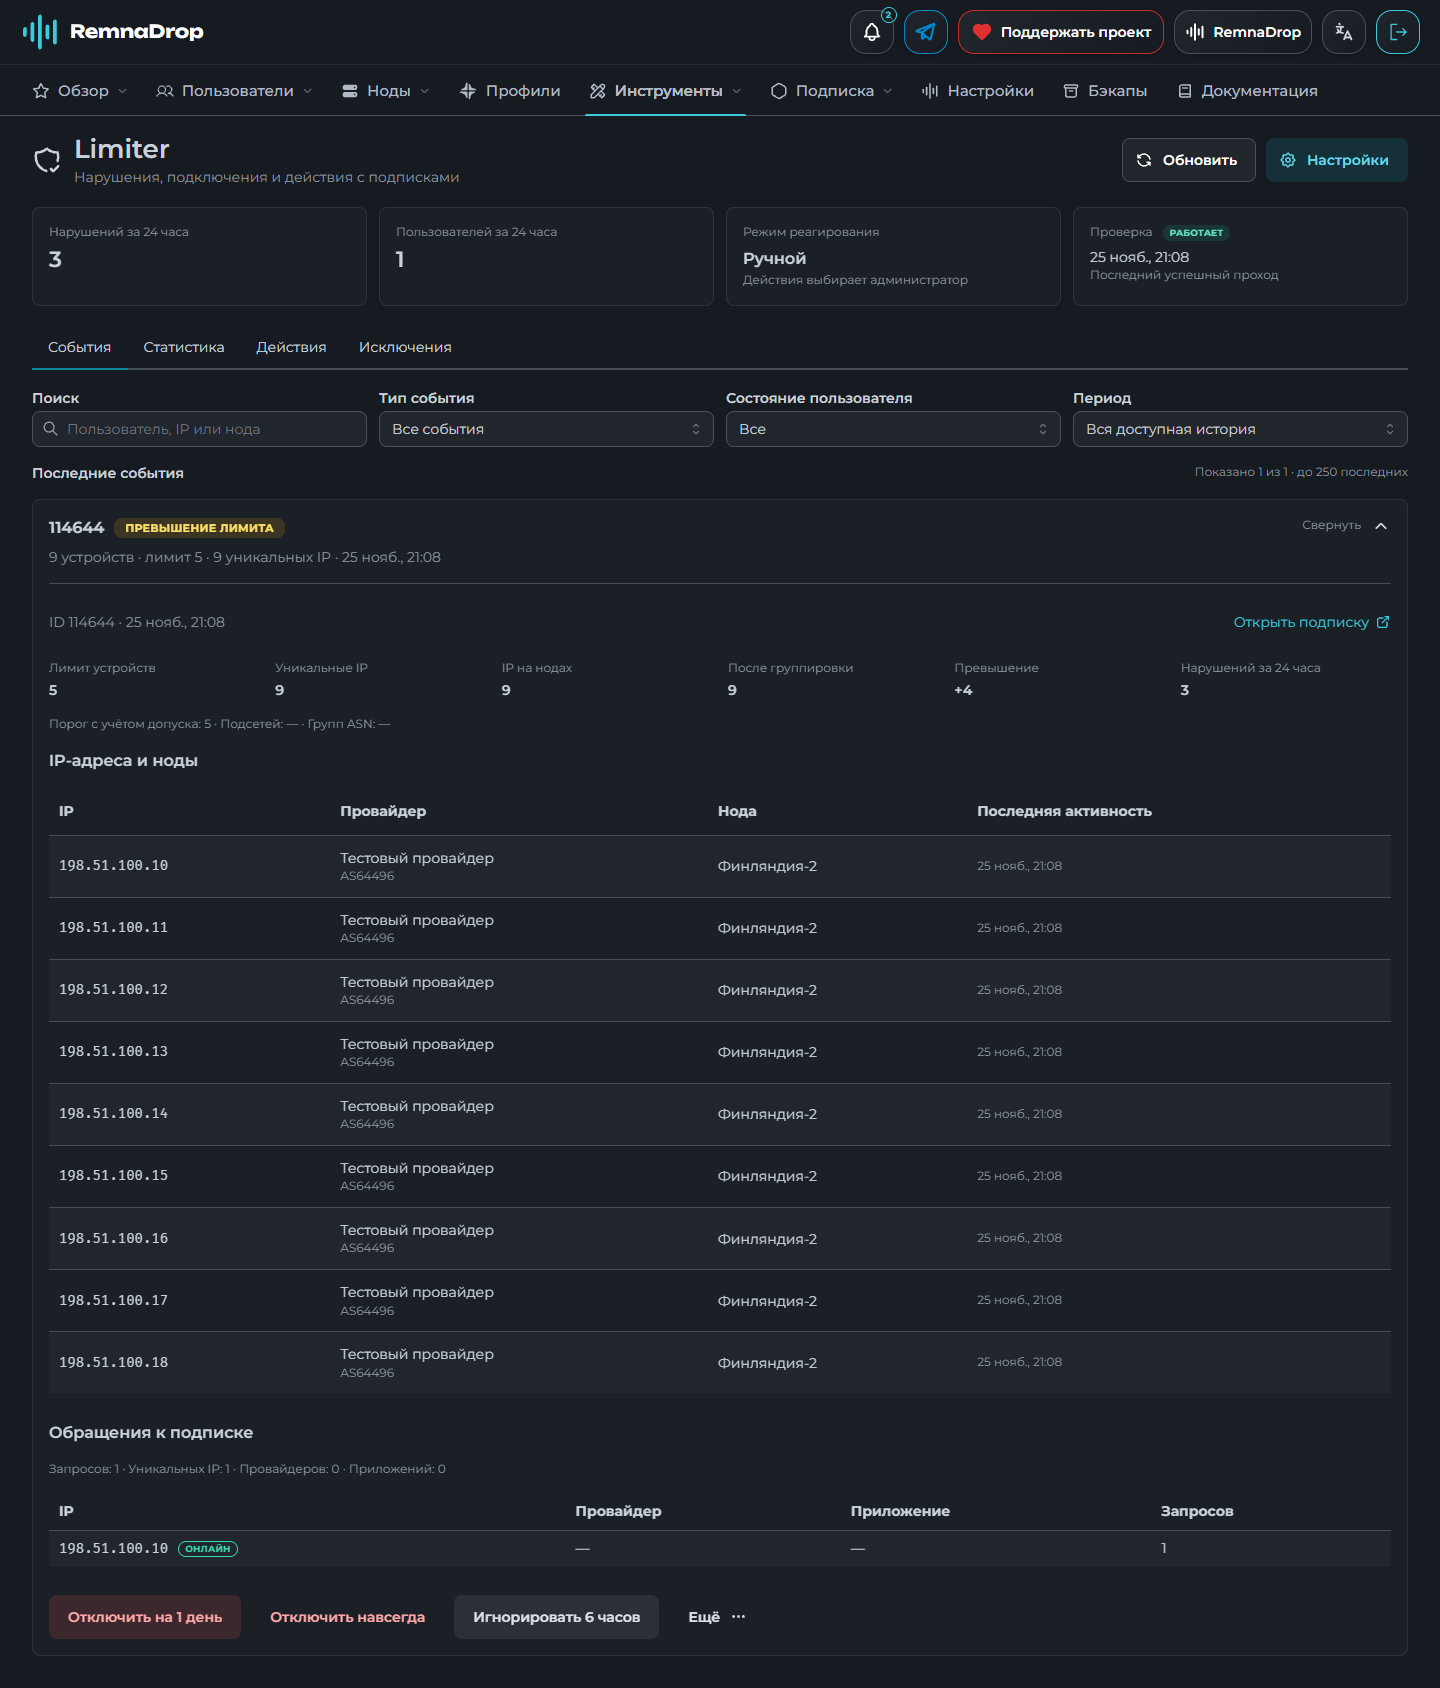 RemnaDrop
2
Поддержать проект
RemnaDrop
Обзор
Пользователи
Ноды
Профили
Инструменты
Подписка
Настройки
Бэкапы
Документация
Limiter
Нарушения, подключения и действия с подписками
Обновить
Настройки
Нарушений за 24 часа
3
Пользователей за 24 часа
1
Режим реагирования
Ручной
Действия выбирает администратор
Проверка РАБОТАЕТ
25 нояб., 21:08
Последний успешный проход
События
Статистика
Действия
Исключения
Поиск
Пользователь, IP или нода
Тип события
Все события
Состояние пользователя
Все
Период
Вся доступная история
Последние события
Показано 1 из 1 · до 250 последних
114644 ПРЕВЫШЕНИЕ ЛИМИТА
Свернуть
9 устройств · лимит 5 · 9 уникальных IP · 25 нояб., 21:08
ID 114644 · 25 нояб., 21:08
Открыть подписку
Лимит устройств
5
Уникальные IP
9
IP на нодах
9
После группировки
9
Превышение
+4
Нарушений за 24 часа
3
Порог с учётом допуска: 5 · Подсетей: — · Групп ASN: —
IP-адреса и ноды
IP Провайдер Нода Последняя активность
198.51.100.10 Тестовый провайдер Финляндия-2 25 нояб., 21:08
AS64496
198.51.100.11 Тестовый провайдер Финляндия-2 25 нояб., 21:08
AS64496
198.51.100.12 Тестовый провайдер Финляндия-2 25 нояб., 21:08
AS64496
198.51.100.13 Тестовый провайдер Финляндия-2 25 нояб., 21:08
AS64496
198.51.100.14 Тестовый провайдер Финляндия-2 25 нояб., 21:08
AS64496
198.51.100.15 Тестовый провайдер Финляндия-2 25 нояб., 21:08
AS64496
198.51.100.16 Тестовый провайдер Финляндия-2 25 нояб., 21:08
AS64496
198.51.100.17 Тестовый провайдер Финляндия-2 25 нояб., 21:08
AS64496
198.51.100.18 Тестовый провайдер Финляндия-2 25 нояб., 21:08
AS64496
Обращения к подписке
Запросов: 1 · Уникальных IP: 1 · Провайдеров: 0 · Приложений: 0
IP Провайдер Приложение Запросов
198.51.100.10 ОНЛАЙН — — 1
Отключить на 1 день
Отключить навсегда
Игнорировать 6 часов
Ещё ···